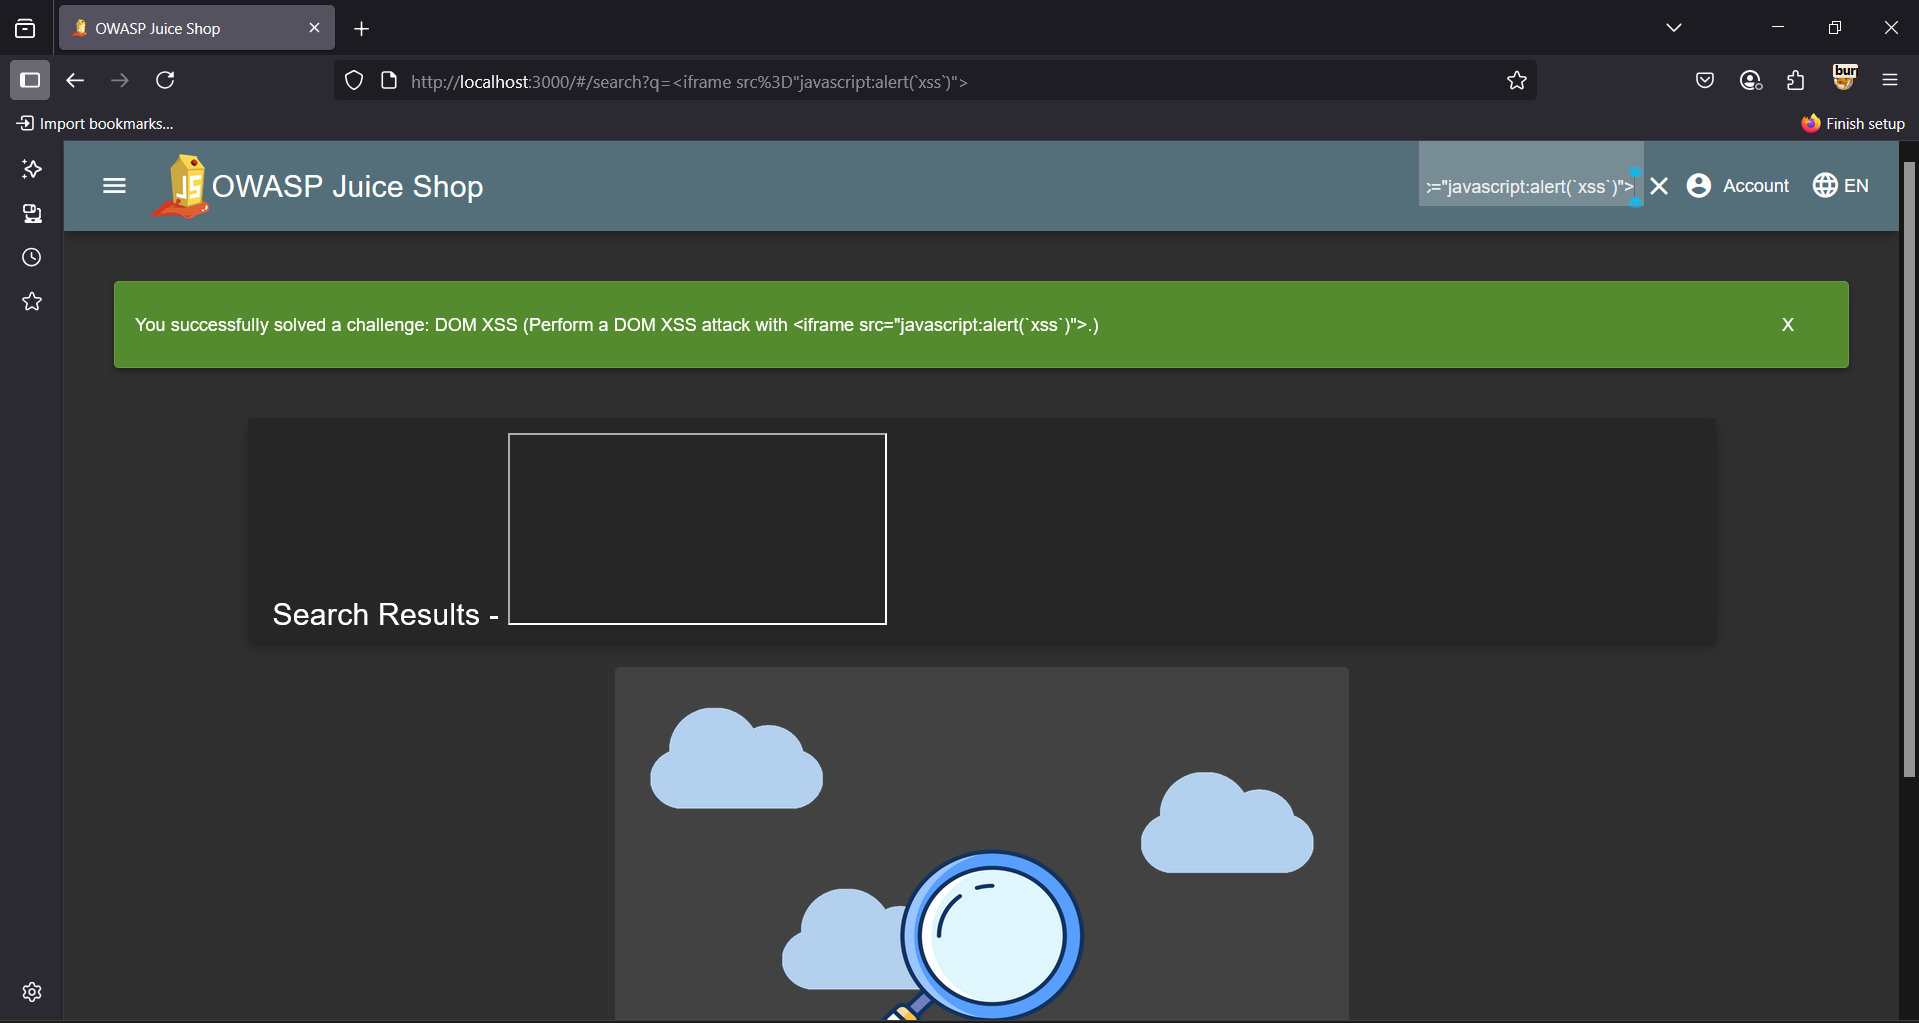 OWASP Juice Shop
http://localhost:3000/#/search?q=<iframe src%3D"javascript:alert(`xss`)">
bur
Import bookmarks...
Finish setup
JS
OWASP Juice Shop
="javascript:alert(`xss`)">
Account
EN
You successfully solved a challenge: DOM XSS (Perform a DOM XSS attack with <iframe src="javascript:alert(`xss`)">.)
X
Search Results -